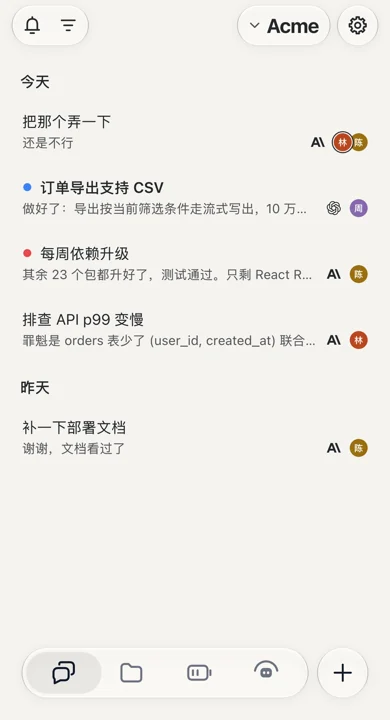 Acme
今天
把那个弄一下
还是不行
林 陈
订单导出支持 CSV
做好了：导出按当前筛选条件走流式写出，10 万...
周
每周依赖升级
其余 23 个包都升好了，测试通过。只剩 React R...
陈
排查 API p99 变慢
罪魁是 orders 表少了 (user_id, created_at) 联合...
林
昨天
补一下部署文档
谢谢，文档看过了
陈